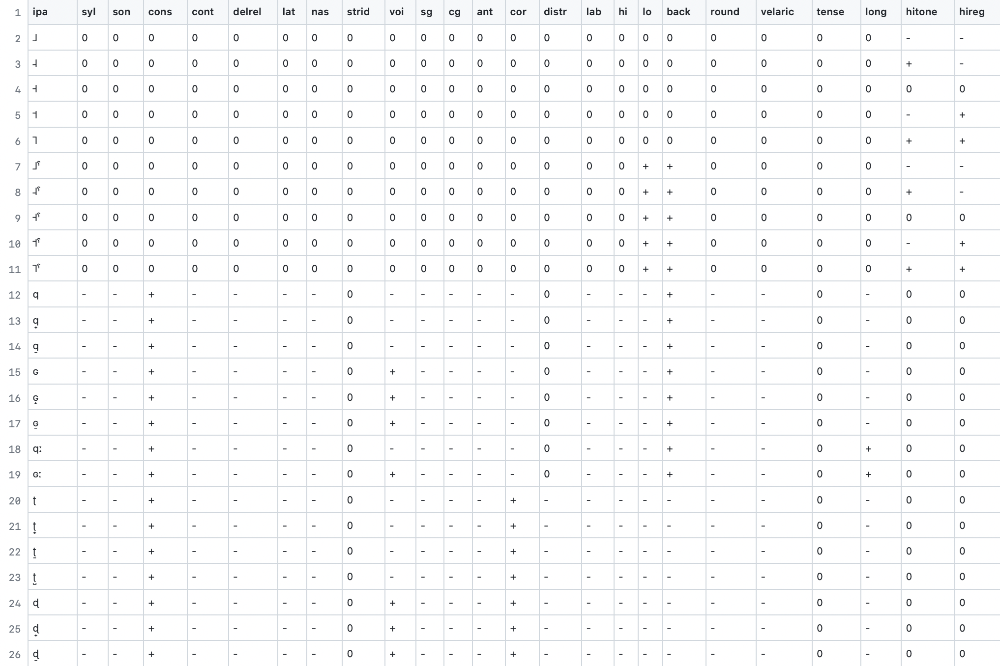 1 ipa syl son cons cont delrel lat nas strid voi sg cg ant cor distr lab hi lo back round velaric tense long hitone hireg
2 ˩ 0 0 0 0 0 0 0 0 0 0 0 0 0 0 0 0 0 0 0 0 0 0 - -
3 ˨ 0 0 0 0 0 0 0 0 0 0 0 0 0 0 0 0 0 0 0 0 0 0 + -
4 ˧ 0 0 0 0 0 0 0 0 0 0 0 0 0 0 0 0 0 0 0 0 0 0 0 0
5 ˦ 0 0 0 0 0 0 0 0 0 0 0 0 0 0 0 0 0 0 0 0 0 0 - +
6 ˥ 0 0 0 0 0 0 0 0 0 0 0 0 0 0 0 0 0 0 0 0 0 0 + +
7 ˩ˤ 0 0 0 0 0 0 0 0 0 0 0 0 0 0 0 0 + + 0 0 0 0 - -
8 ˨ˤ 0 0 0 0 0 0 0 0 0 0 0 0 0 0 0 0 + + 0 0 0 0 + -
9 ˧ˤ 0 0 0 0 0 0 0 0 0 0 0 0 0 0 0 0 + + 0 0 0 0 0 0
10 ˦ˤ 0 0 0 0 0 0 0 0 0 0 0 0 0 0 0 0 + + 0 0 0 0 - +
11 ˥ˤ 0 0 0 0 0 0 0 0 0 0 0 0 0 0 0 0 + + 0 0 0 0 + +
12 q - - + - - - - 0 - - - - - 0 - - - + - - 0 - 0 0
13 q̟ - - + - - - - 0 - - - - - 0 - - - + - - 0 - 0 0
14 q̠ - - + - - - - 0 - - - - - 0 - - - + - - 0 - 0 0
15 ɢ - - + - - - - 0 + - - - - 0 - - - + - - 0 - 0 0
16 ɢ̟ - - + - - - - 0 + - - - - 0 - - - + - - 0 - 0 0
17 ɢ̠ - - + - - - - 0 + - - - - 0 - - - + - - 0 - 0 0
18 qː - - + - - - - 0 - - - - - 0 - - - + - - 0 + 0 0
19 ɢː - - + - - - - 0 + - - - - 0 - - - + - - 0 + 0 0
20 ʈ - - + - - - - 0 - - - - + - - - - - - - 0 - 0 0
21 ʈ̟ - - + - - - - 0 - - - - + - - - - - - - 0 - 0 0
22 ʈ̠ - - + - - - - 0 - - - - + - - - - - - - 0 - 0 0
23 ʈ̺ - - + - - - - 0 - - - - + - - - - - - - 0 - 0 0
24 ɖ - - + - - - - 0 + - - - + - - - - - - - 0 - 0 0
25 ɖ̟ - - + - - - - 0 + - - - + - - - - - - - 0 - 0 0
26 ɖ̠ - - + - - - - 0 + - - - + - - - - - - - 0 - 0 0